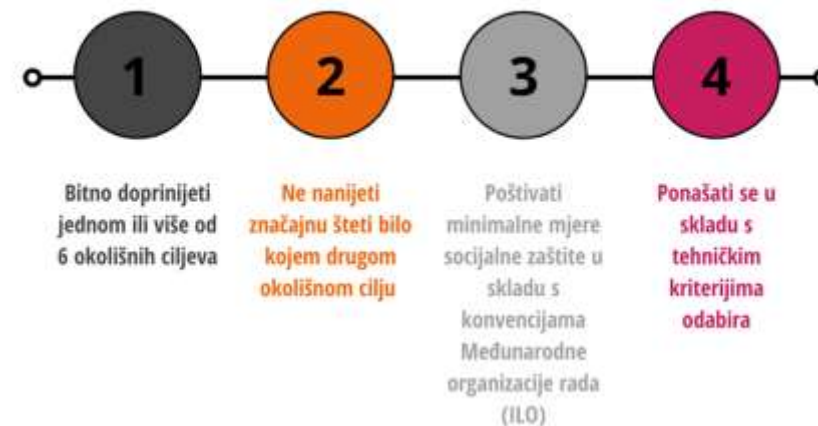 1
2
3
4
Bitno doprinijeti
jednom ili više od
6 okolišnih ciljeva
Ne nanijeti
značajnu šteti bilo
kojem drugom
okolišnom cilju
Poštivati
minimalne mjere
socijalne zaštite u
skladu s
konvencijama
Međunarodne
organizacije rada
(ILO)
Ponašati se u
skladu s
tehničkim
kriterijima
odabira